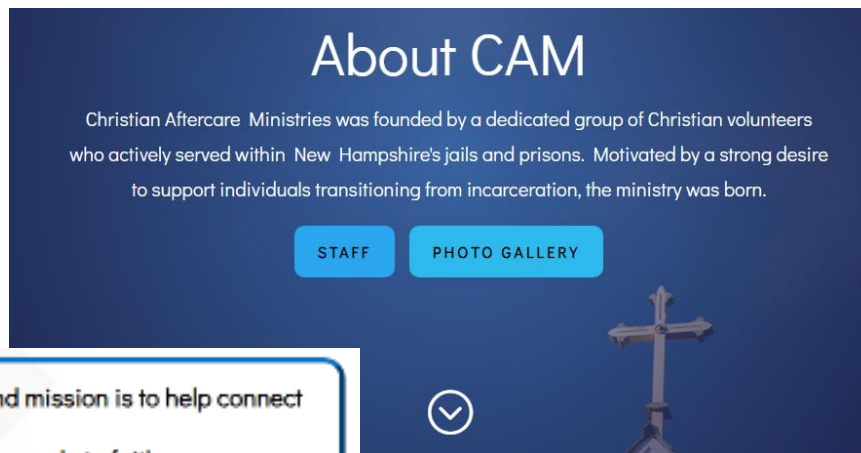 About CAM
Christian Aftercare Ministries was founded by a dedicated group of Christian volunteers
who actively served within New Hampshire's jails and prisons. Motivated by a strong desire
to support individuals transitioning from incarceration, the ministry was born.
STAFF PHOTO GALLERY
mission is to help connect